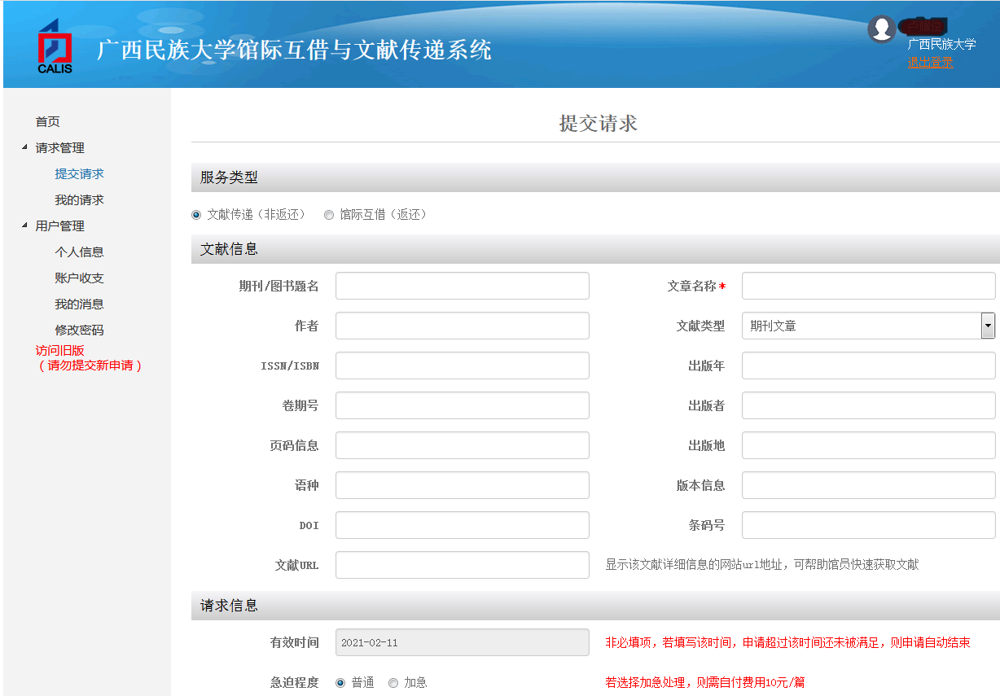 CALIS
广西民族大学馆际互借与文献传递系统
广西民族大学
退出登录
首页
请求管理
提交请求
我的请求
用户管理
个人信息
账户收支
我的消息
修改密码
访问旧版
（请勿提交新申请）
提交请求
服务类型
文献传递（非返还） 馆际互借（返还）
文献信息
期刊/图书题名 文章名称*
作者 文献类型 期刊文章
ISSN/ISBN 出版年
卷期号 出版者
页码信息 出版地
语种 版本信息
DOI 条码号
文献URL 显示该文献详细信息的网站url地址，可帮助馆员快速获取文献
请求信息
有效时间 2021-02-11 非必填项，若填写该时间，申请超过该时间还未被满足，则申请自动结束
急迫程度 普通 加急 若选择加急处理，则需自付费用10元/篇